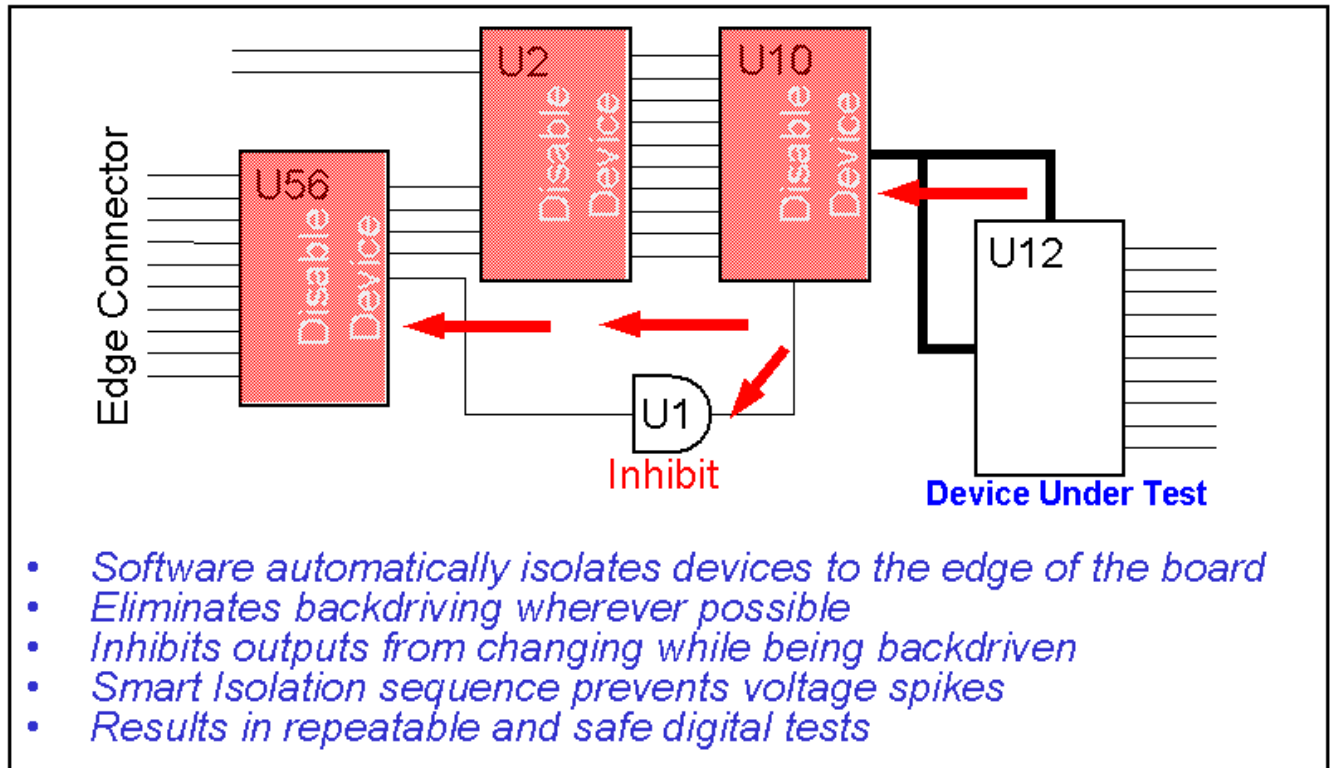 U2
Disable
Device
U10
Disable
Device
Edge Connector
U56
Disable
Device
U12
U1
Inhibit
Device Under Test
• Software automatically isolates devices to the edge of the board
• Eliminates backdriving wherever possible
• Inhibits outputs from changing while being backdriven
• Smart Isolation sequence prevents voltage spikes
• Results in repeatable and safe digital tests